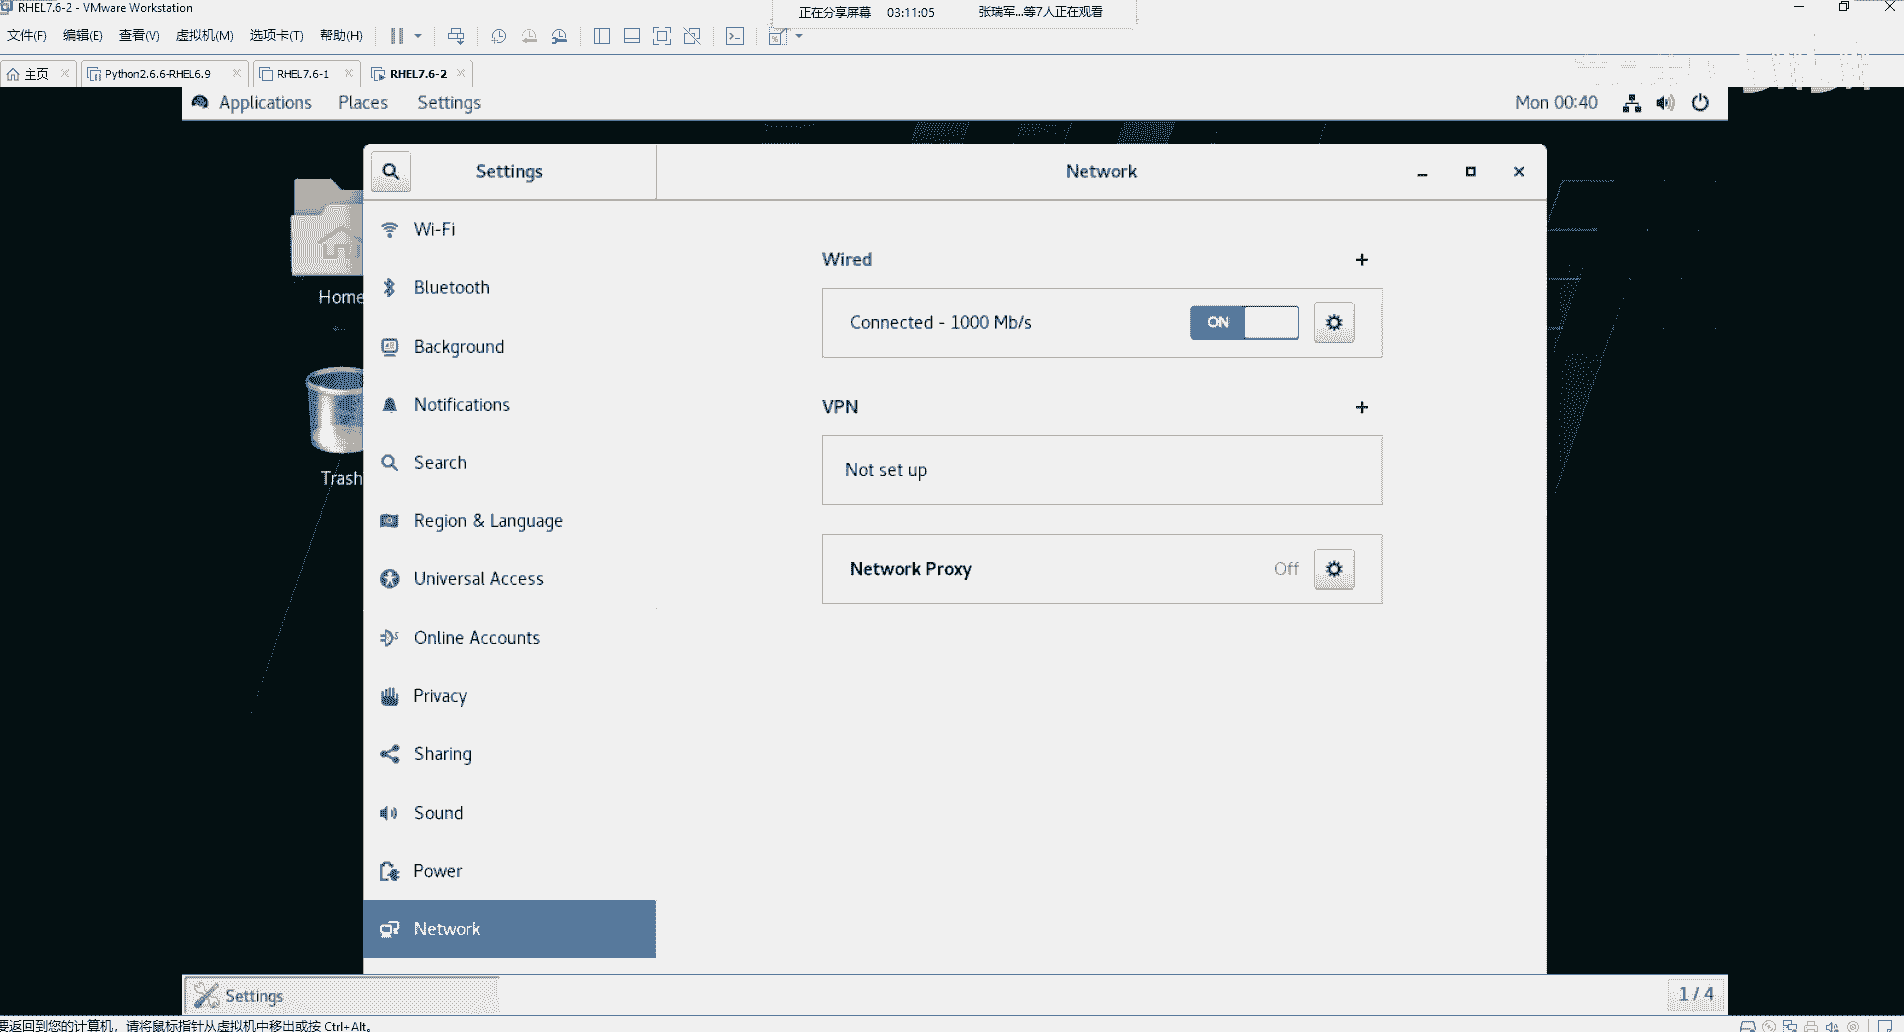 RHEL7.6-2 - VMware Workstation
正在分享屏幕 03:11:05 张瑞军...等7人正在观看
文件(F) 编辑(E) 查看(V) 虚拟机(M) 选项卡(T) 帮助(H)
主页 Python2.6.6-RHEL6.9 RHEL7.6-1 RHEL7.6-2
Applications Places Settings Mon 00:40
Settings Network
Home
Trash
Wi-Fi
Bluetooth
Background
Notifications
Search
Region & Language
Universal Access
Online Accounts
Privacy
Sharing
Sound
Power
Network
Wired +
Connected - 1000 Mb/s ON
VPN +
Not set up
Network Proxy Off
Settings 1 / 4
要返回到您的计算机，请将鼠标指针从虚拟机中移出或按 Ctrl+Alt。